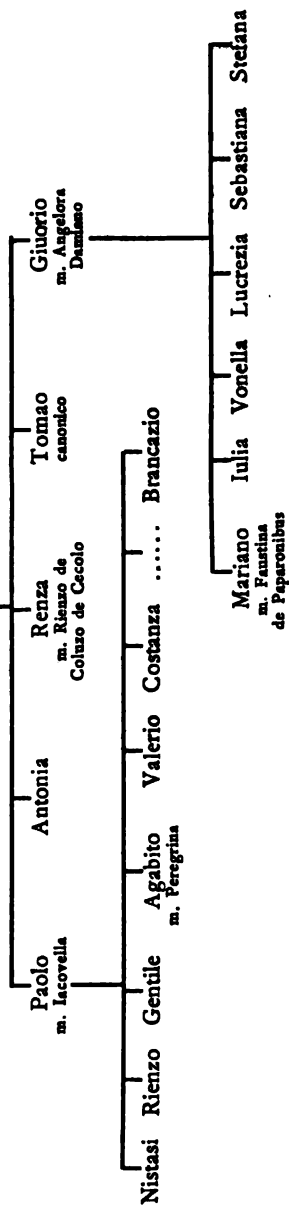 Paolo Antonia Renza Tomao Giuorio
m. Iacovella m. Rienzo de canonico m. Angelora
Coluzo de Cecolo Damiano
Nistasi Rienzo Gentile Agabito Valerio Costanza ...... Brancazio
m. Peregrina
Mariano Iulia Vonella Lucrezia Sebastiana Stefana
m. Faustina
de Paparonibus